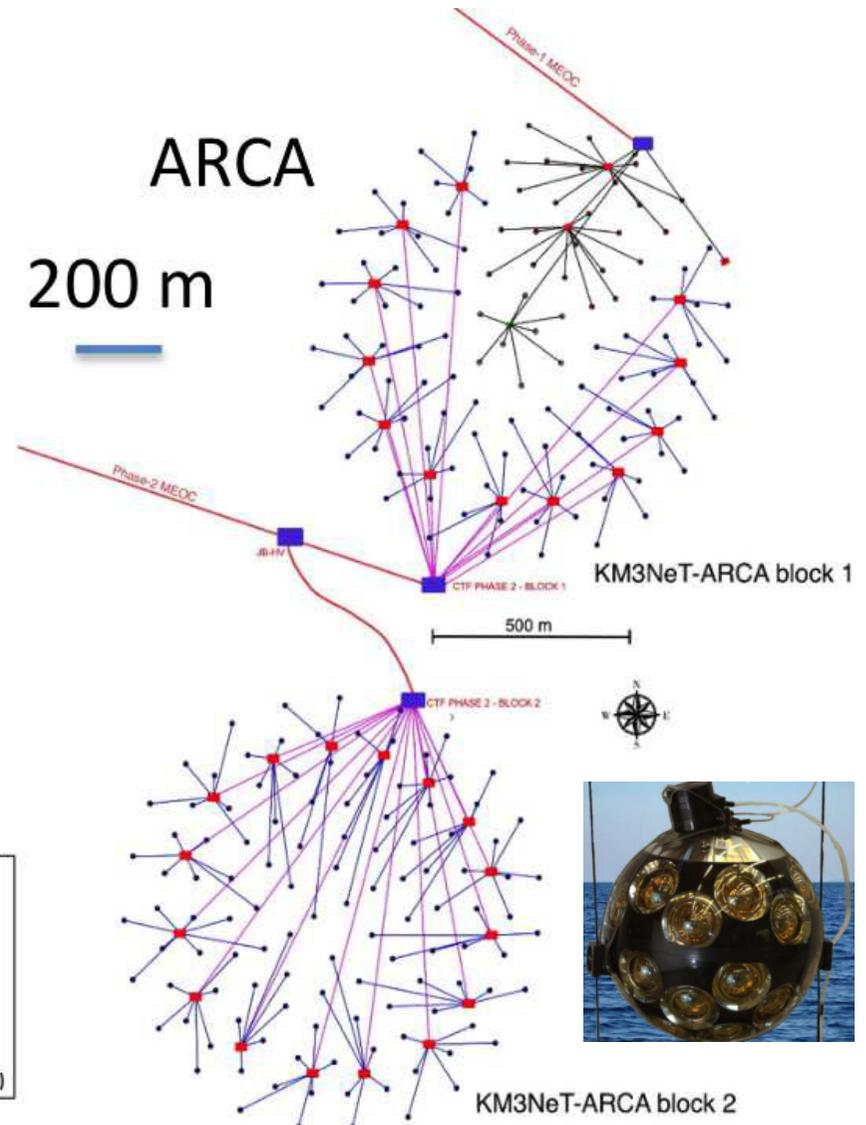 Phase-1 MEOC
ARCA
200 m
Phase-2 MEOC
JB-HV
CTF PHASE 2 - BLOCK 1
KM3NeT-ARCA block 1
500 m
CTF PHASE 2 - BLOCK 2
N
W
E
S
)
KM3NeT-ARCA block 2